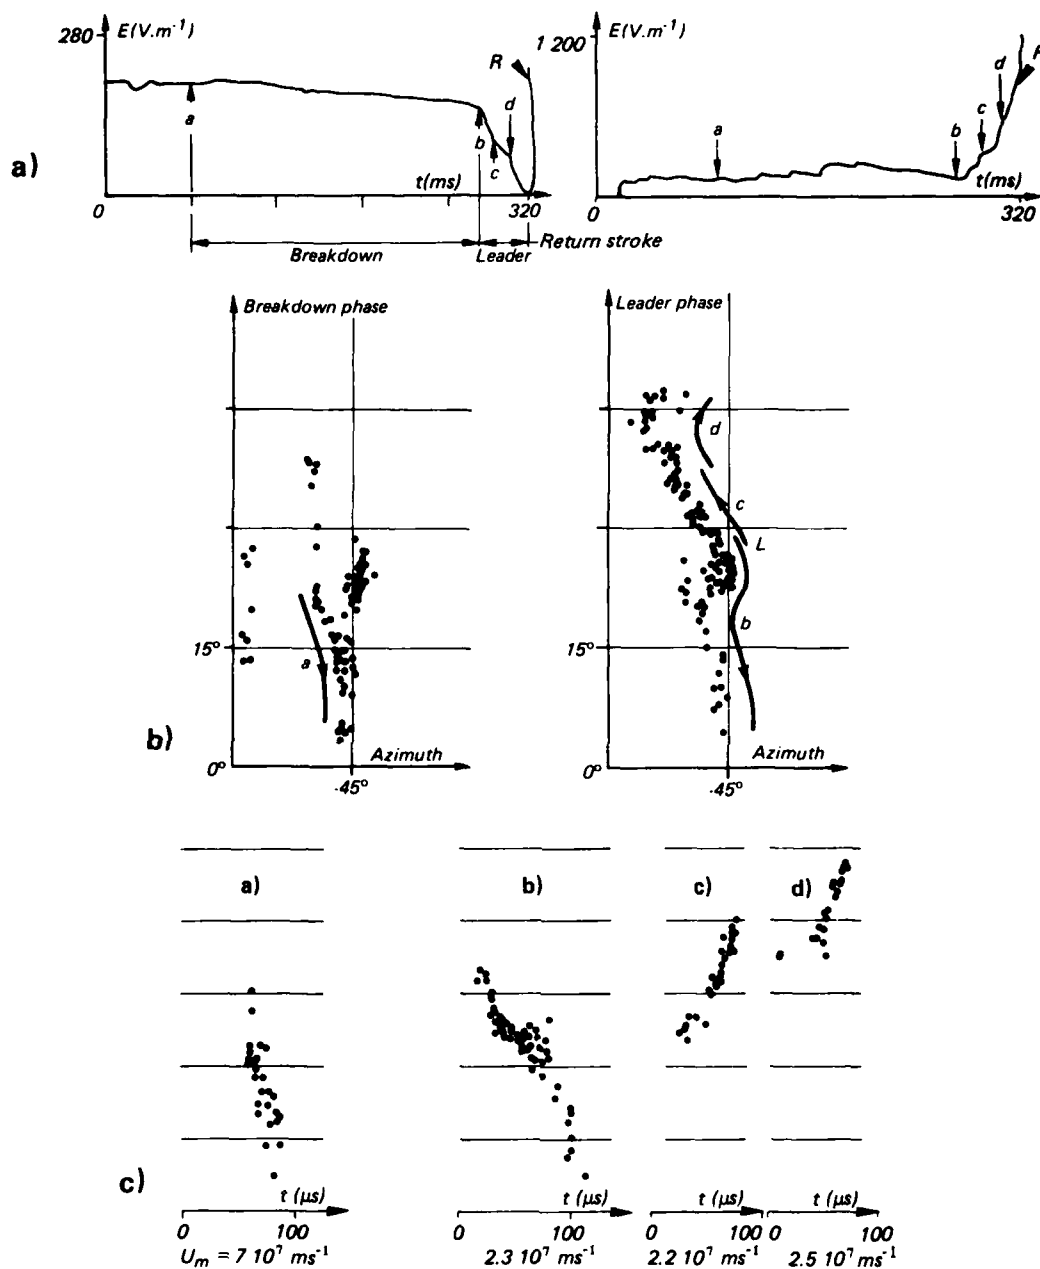 280
E(V.m⁻¹)
R
d
a
b
c
t(ms)
0
320
Breakdown
Leader
Return stroke
1 200
E(V.m⁻¹)
d
R
c
b
a
t(ms)
0
320
a)
Breakdown phase
15°
a
Azimuth
0°
-45°
Leader phase
d
c
L
b
15°
Azimuth
0°
-45°
b)
a)
b)
c)
d)
c)
t (μs)
t (μs)
t (μs)
t (μs)
0 100
0 100
0 100
0 100
Uₘ = 7 10⁷ ms⁻¹
2.3 10⁷ ms⁻¹
2.2 10⁷ ms⁻¹
2.5 10⁷ ms⁻¹